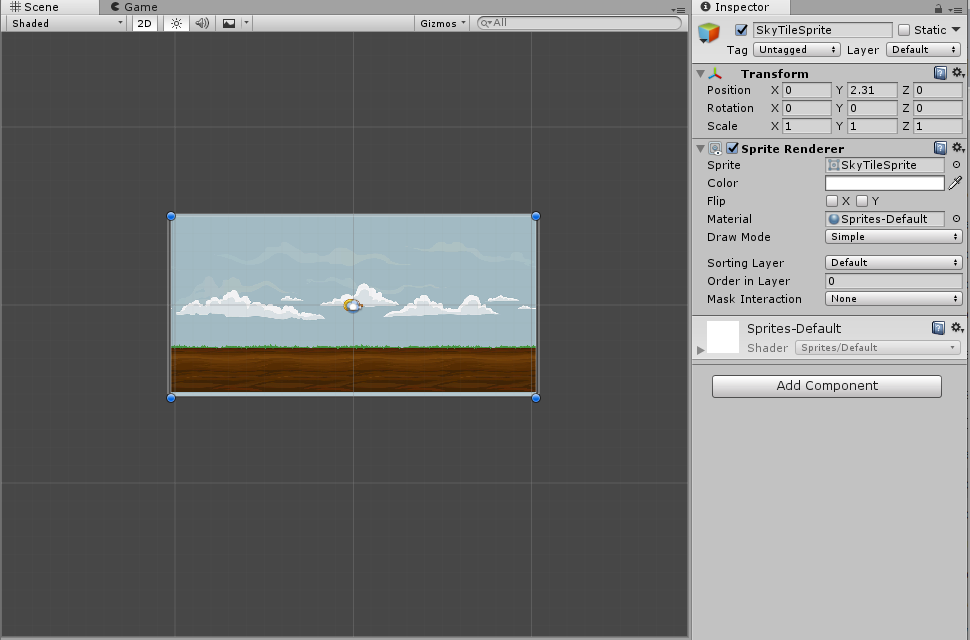 Scene Game
Shaded 2D Gizmos All
Inspector
SkyTileSprite Static
Tag Untagged Layer Default
Transform
Position X 0 Y 2.31 Z 0
Rotation X 0 Y 0 Z 0
Scale X 1 Y 1 Z 1
Sprite Renderer
Sprite SkyTileSprite
Color
Flip X Y
Material Sprites-Default
Draw Mode Simple
Sorting Layer Default
Order in Layer 0
Mask Interaction None
Sprites-Default
Shader Sprites/Default
Add Component